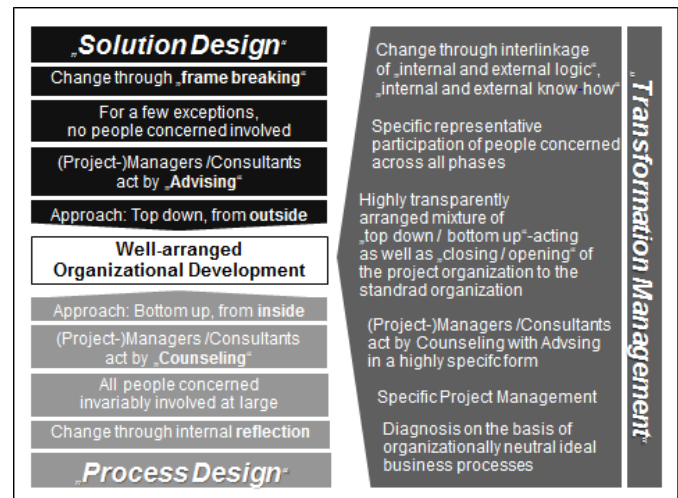 „Solution Design“
Change through „frame breaking“
For a few exceptions,
no people concerned involved
(Project-)Managers /Consultants
act by „Advising“
Approach: Top down, from outside
Well-arranged
Organizational Development
Approach: Bottom up, from inside
(Project-)Managers /Consultants
act by „Counseling“
All people concerned
invariably involved at large
Change through internal reflection
„Process Design“
Change through interlinkage
of „internal and external logic“,
„internal and external know-how“
Specific representative
participation of people concerned
across all phases
Highly transparently
arranged mixture of
„top down / bottom up“-acting
as well as „closing / opening“ of
the project organization to the
standrad organization
(Project-)Managers /Consultants
act by Counseling with Advsing
in a highly specifc form
Specific Project Management
Diagnosis on the basis of
organizationally neutral ideal
business processes
„Transformation Management“